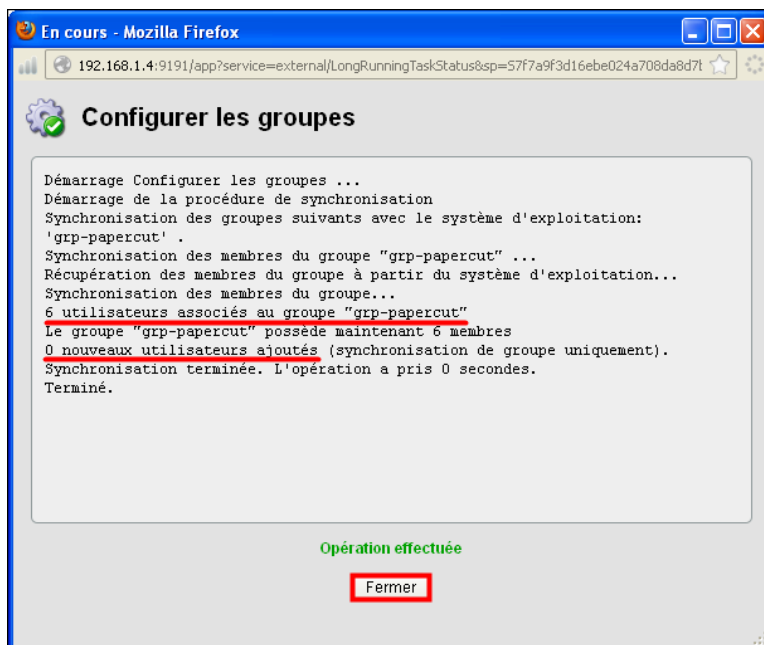 En cours - Mozilla Firefox
192.168.1.4:9191/app?service=external/LongRunningTaskStatus&sp=S7f7a9f3d16ebe024a708da8d7b
Configurer les groupes
Démarrage Configurer les groupes ...
Démarrage de la procédure de synchronisation
Synchronisation des groupes suivants avec le système d'exploitation:
'grp-papercut' .
Synchronisation des membres du groupe "grp-papercut" ...
Récupération des membres du groupe à partir du système d'exploitation...
Synchronisation des membres du groupe...
6 utilisateurs associés au groupe "grp-papercut"
Le groupe "grp-papercut" possède maintenant 6 membres
0 nouveaux utilisateurs ajoutés (synchronisation de groupe uniquement).
Synchronisation terminée. L'opération a pris 0 secondes.
Terminé.
Opération effectuée
Fermer